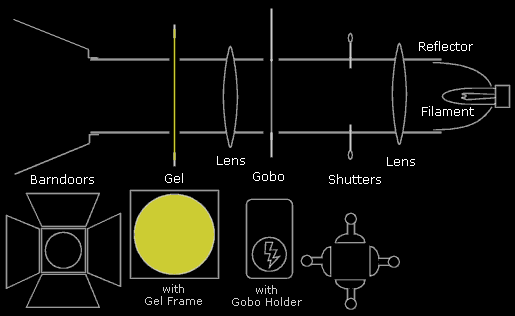 Reflector
Filament
Lens
Lens
Barndoors
Gel
Gobo
Shutters
with
Gel Frame
with
Gobo Holder